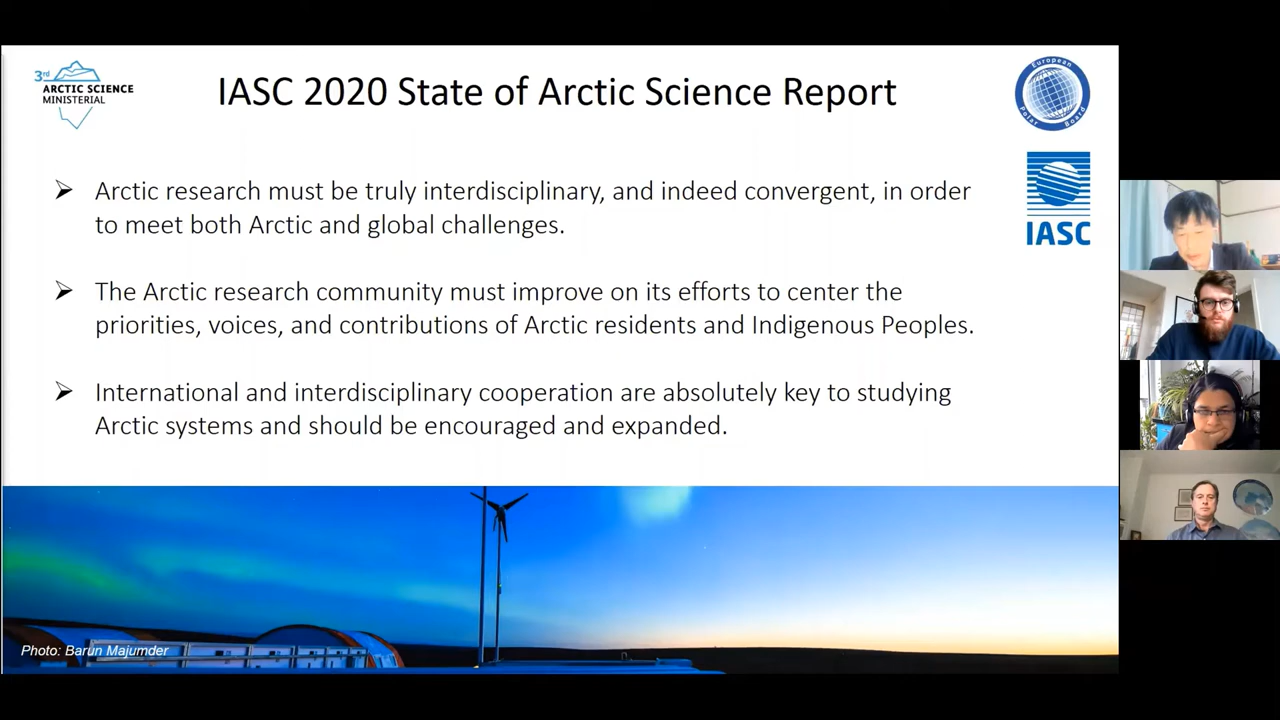 3rd
ARCTIC SCIENCE
MINISTERIAL
IASC 2020 State of Arctic Science Report
European
Polar Board
IASC
➢ Arctic research must be truly interdisciplinary, and indeed convergent, in order
to meet both Arctic and global challenges.
➢ The Arctic research community must improve on its efforts to center the
priorities, voices, and contributions of Arctic residents and Indigenous Peoples.
➢ International and interdisciplinary cooperation are absolutely key to studying
Arctic systems and should be encouraged and expanded.
Photo: Barun Majumder